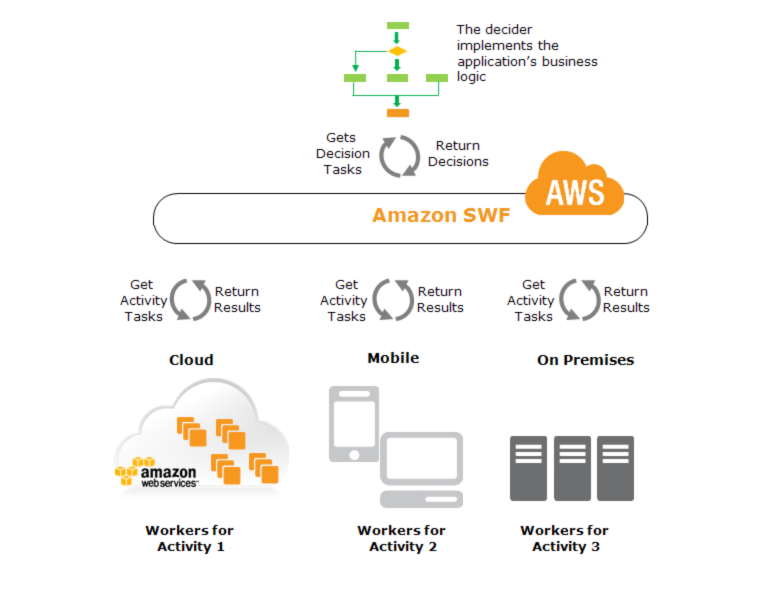 The decider
implements the
application's business
logic
Gets
Decision
Tasks
Return
Decisions
AWS
Amazon SWF
Get
Activity
Tasks
Return
Results
Get
Activity
Tasks
Return
Results
Get
Activity
Tasks
Return
Results
Cloud
Mobile
On Premises
amazon
webservices™
Workers for
Activity 1
Workers for
Activity 2
Workers for
Activity 3